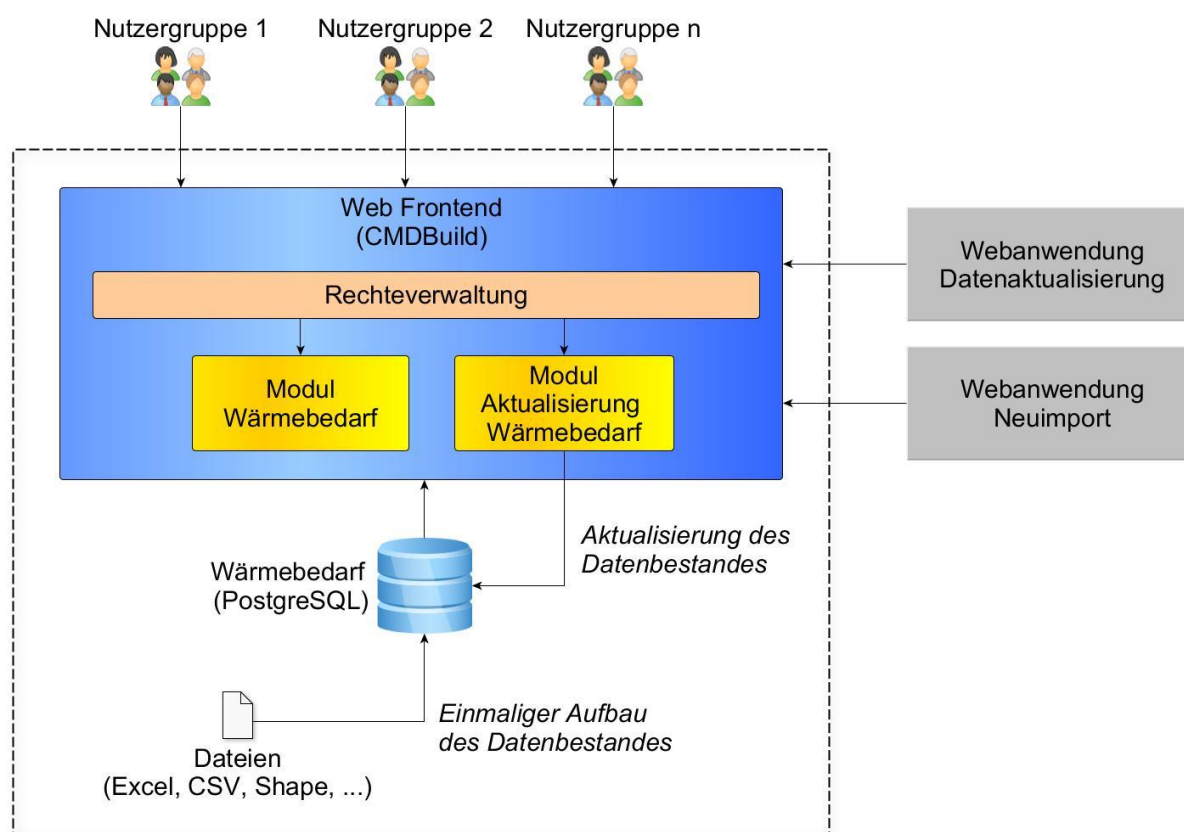 Nutzergruppe 1
Nutzergruppe 2
Nutzergruppe n
Web Frontend
(CMDBuild)
Rechteverwaltung
Modul
Wärmebedarf
Modul
Aktualisierung
Wärmebedarf
Webanwendung
Datenaktualisierung
Webanwendung
Neuimport
Aktualisierung des
Datenbestandes
Wärmebedarf
(PostgreSQL)
Einmaliger Aufbau
des Datenbestandes
Dateien
(Excel, CSV, Shape, ...)